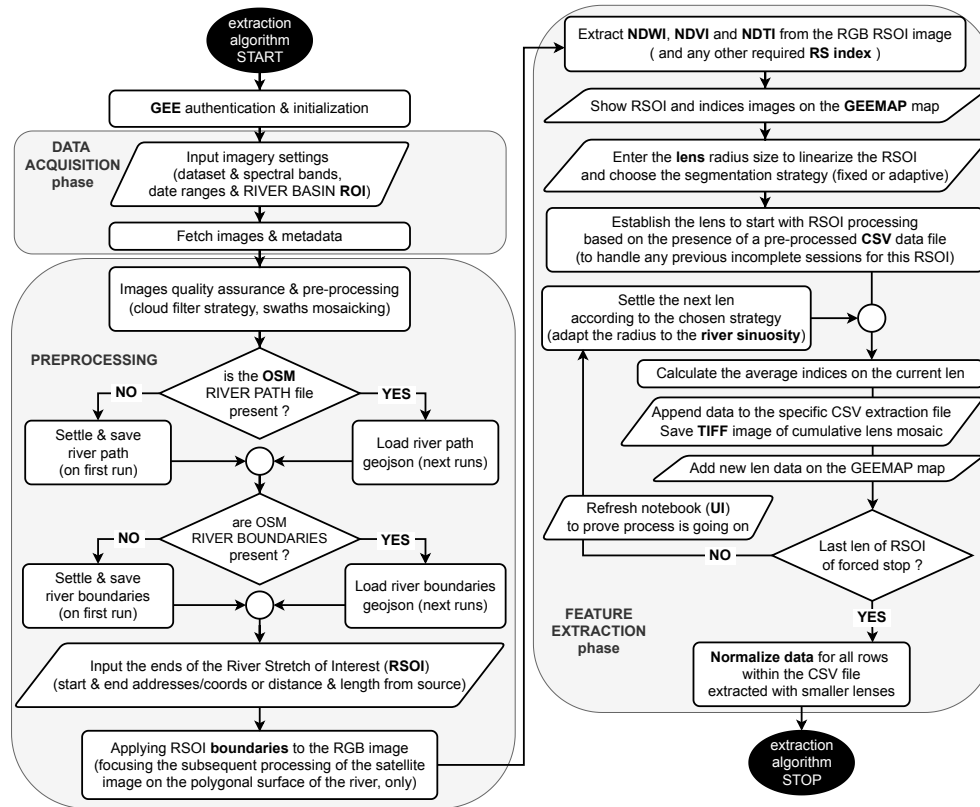 extraction
algorithm
START
GEE authentication & initialization
DATA
ACQUISITION
phase
Input imagery settings
(dataset & spectral bands,
date ranges & RIVER BASIN ROI)
Fetch images & metadata
Images quality assurance & pre-processing
(cloud filter strategy, swaths mosaicking)
PREPROCESSING
is the OSM
RIVER PATH file
present ?
NO
YES
Settle & save
river path
(on first run)
Load river path
geojson (next runs)
are OSM
RIVER BOUNDARIES
present ?
NO
YES
Settle & save
river boundaries
(on first run)
Load river boundaries
geojson (next runs)
Input the ends of the River Stretch of Interest (RSOI)
(start & end addresses/coords or distance & length from source)
Applying RSOI boundaries to the RGB image
(focusing the subsequent processing of the satellite
image on the polygonal surface of the river, only)
Extract NDWI, NDVI and NDTI from the RGB RSOI image
( and any other required RS index )
Show RSOI and indices images on the GEEMAP map
Enter the lens radius size to linearize the RSOI
and choose the segmentation strategy (fixed or adaptive)
Establish the lens to start with RSOI processing
based on the presence of a pre-processed CSV data file
(to handle any previous incomplete sessions for this RSOI)
Settle the next len
according to the chosen strategy
(adapt the radius to the river sinuosity)
Calculate the average indices on the current len
Append data to the specific CSV extraction file
Save TIFF image of cumulative lens mosaic
Add new len data on the GEEMAP map
Refresh notebook (UI)
to prove process is going on
NO
Last len of RSOI
of forced stop ?
YES
FEATURE
EXTRACTION
phase
Normalize data for all rows
within the CSV file
extracted with smaller lenses
extraction
algorithm
STOP